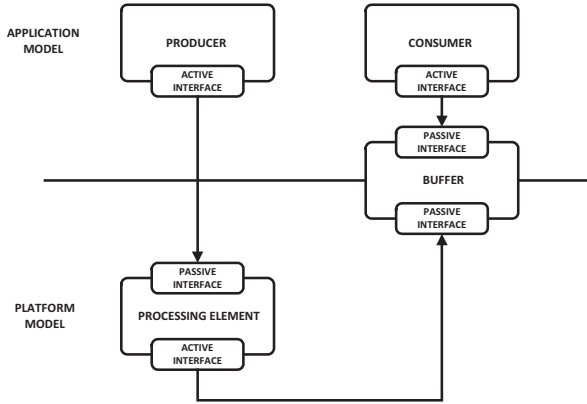 APPLICATION
MODEL
PRODUCER
ACTIVE
INTERFACE
CONSUMER
ACTIVE
INTERFACE
PASSIVE
INTERFACE
BUFFER
PASSIVE
INTERFACE
PLATFORM
MODEL
PASSIVE
INTERFACE
PROCESSING ELEMENT
ACTIVE
INTERFACE